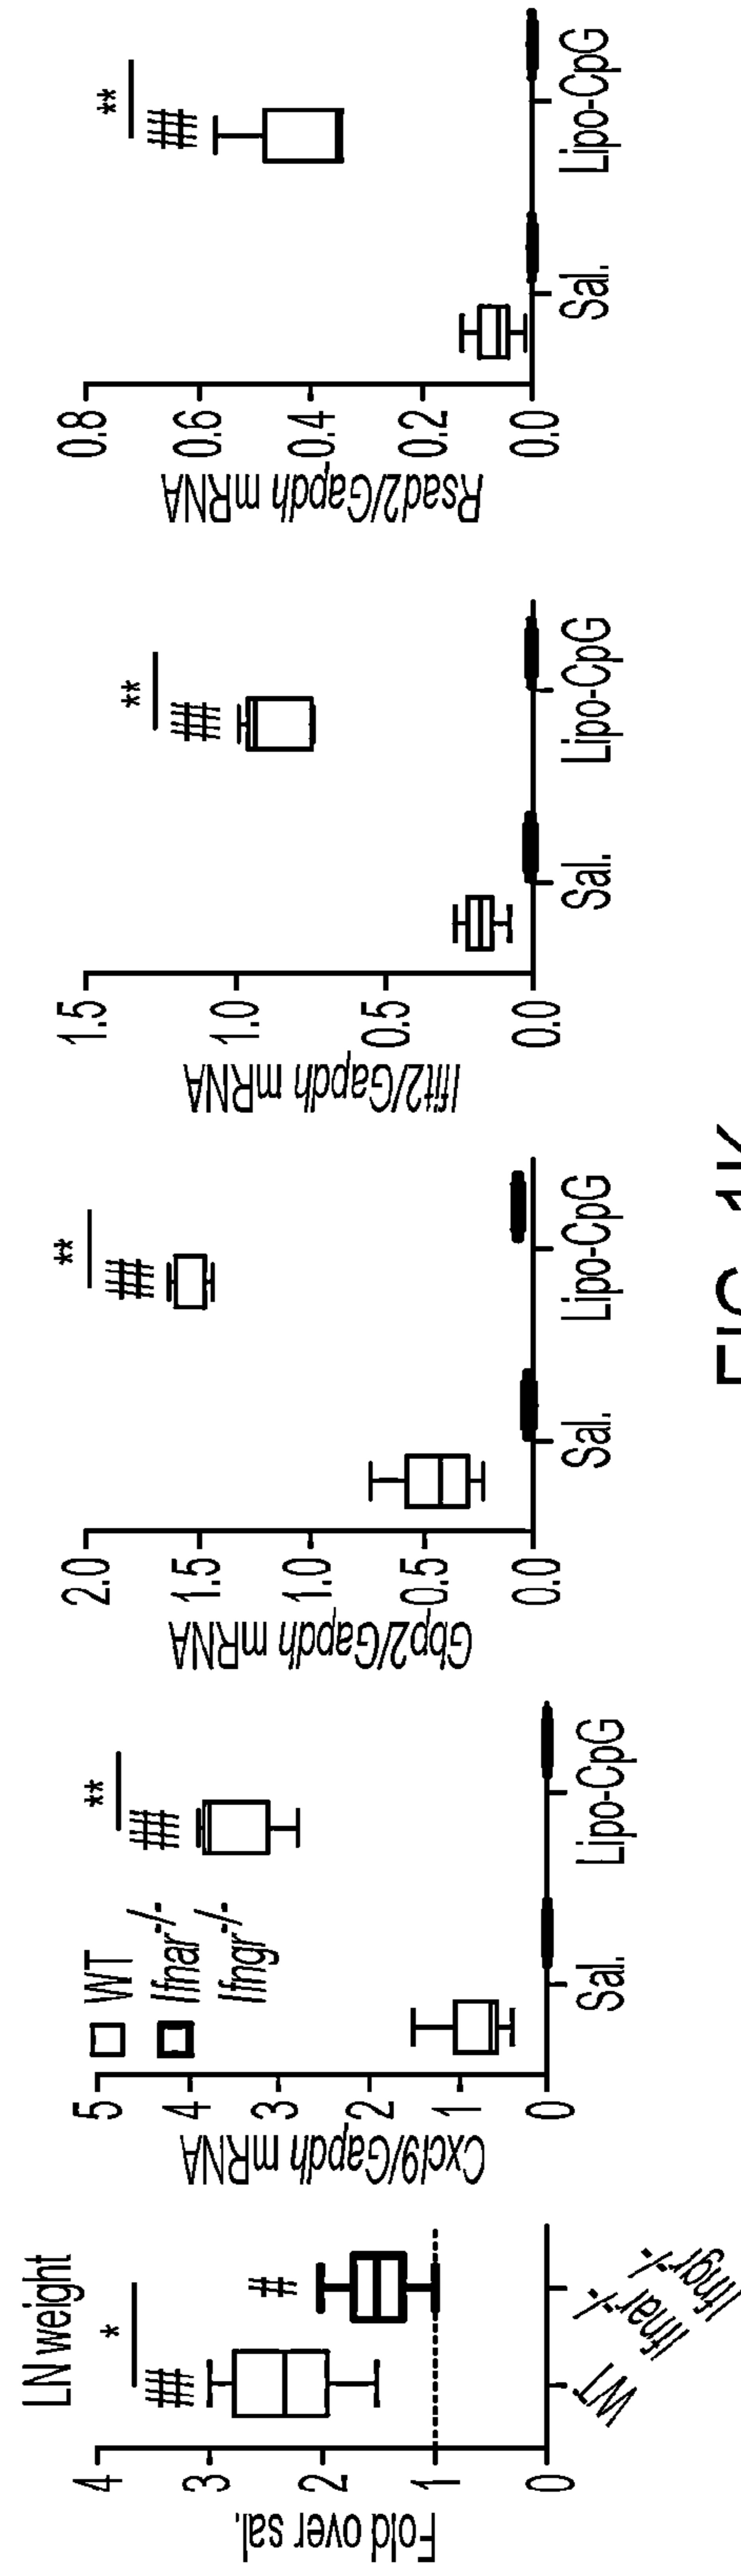 LN weight
Fold over sal.
4
3
2
1
0
###
*
#
WT
Ifnar-/-
Ifngr-/-
Cxcl9/Gapdh mRNA
5
4
3
2
1
0
WT
Ifnar-/-
Ifngr-/-
####
**
Sal.
Lipo-CpG
Gbp2/Gapdh mRNA
2.0
1.5
1.0
0.5
0.0
####
**
Sal.
Lipo-CpG
Ifit2/Gapdh mRNA
1.5
1.0
0.5
0.0
####
**
Sal.
Lipo-CpG
Rsad2/Gapdh mRNA
0.8
0.6
0.4
0.2
0.0
####
**
Sal.
Lipo-CpG